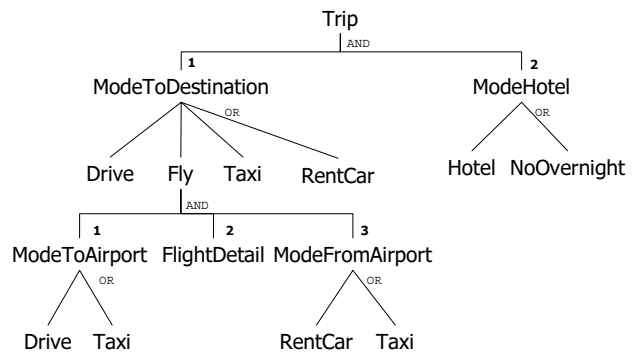 Trip
AND
1 2
ModeToDestination ModeHotel
OR OR
Drive Fly Taxi RentCar Hotel NoOvernight
AND
1 2 3
ModeToAirport FlightDetail ModeFromAirport
OR OR
Drive Taxi RentCar Taxi